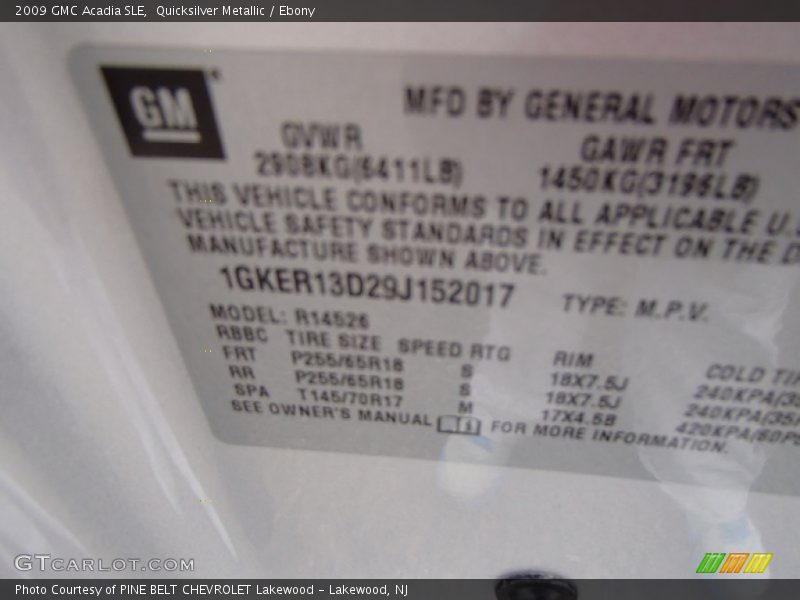 2009 GMC Acadia SLE,  Quicksilver Metallic / Ebony
GM
MFD BY GENERAL MOTORS
GVWR
GAWR FRT
2908KG(6411LB)
1450KG(3196LB)
THIS VEHICLE CONFORMS TO ALL APPLICABLE U.S
VEHICLE SAFETY STANDARDS IN EFFECT ON THE D
MANUFACTURE SHOWN ABOVE.
1GKER13D29J152017
TYPE: M.P.V.
MODEL: R14526
RBBC TIRE SIZE SPEED RTG RIM COLD TIR
FRT P255/65R18 S 18X7.5J 240KPA(35
RR P255/65R18 S 18X7.5J 240KPA(35P
SPA T145/70R17 M 17X4.5B 420KPA(60PS
SEE OWNER'S MANUAL FOR MORE INFORMATION.
GTCARLOT.COM
Photo Courtesy of PINE BELT CHEVROLET Lakewood - Lakewood, NJ